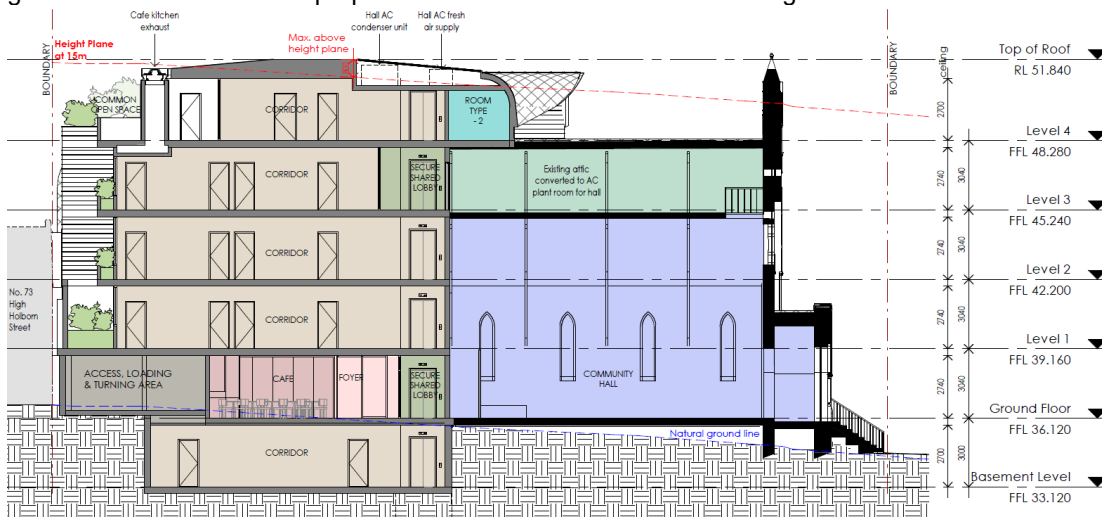 Cafe kitchen
exhaust
Hall AC
condenser unit
Hall AC fresh
air supply
Height Plane
at 15m
Max. above
height plane
BOUNDARY
BOUNDARY
ceiling
Top of Roof
RL 51.840
COMMON
OPEN SPACE
CORRIDOR
ROOM
TYPE
- 2
2700
Level 4
FFL 48.280
CORRIDOR
SECURE
SHARED
LOBBY
Existing attic
converted to AC
plant room for hall
2740
3040
Level 3
FFL 45.240
CORRIDOR
2740
3040
Level 2
FFL 42.200
No. 73
High
Holborn
Street
CORRIDOR
2740
3040
Level 1
FFL 39.160
ACCESS, LOADING
& TURNING AREA
CAFE
FOYER
SECURE
SHARED
LOBBY
COMMUNITY
HALL
2740
3040
Ground Floor
FFL 36.120
Natural ground line
CORRIDOR
2700
3000
Basement Level
FFL 33.120